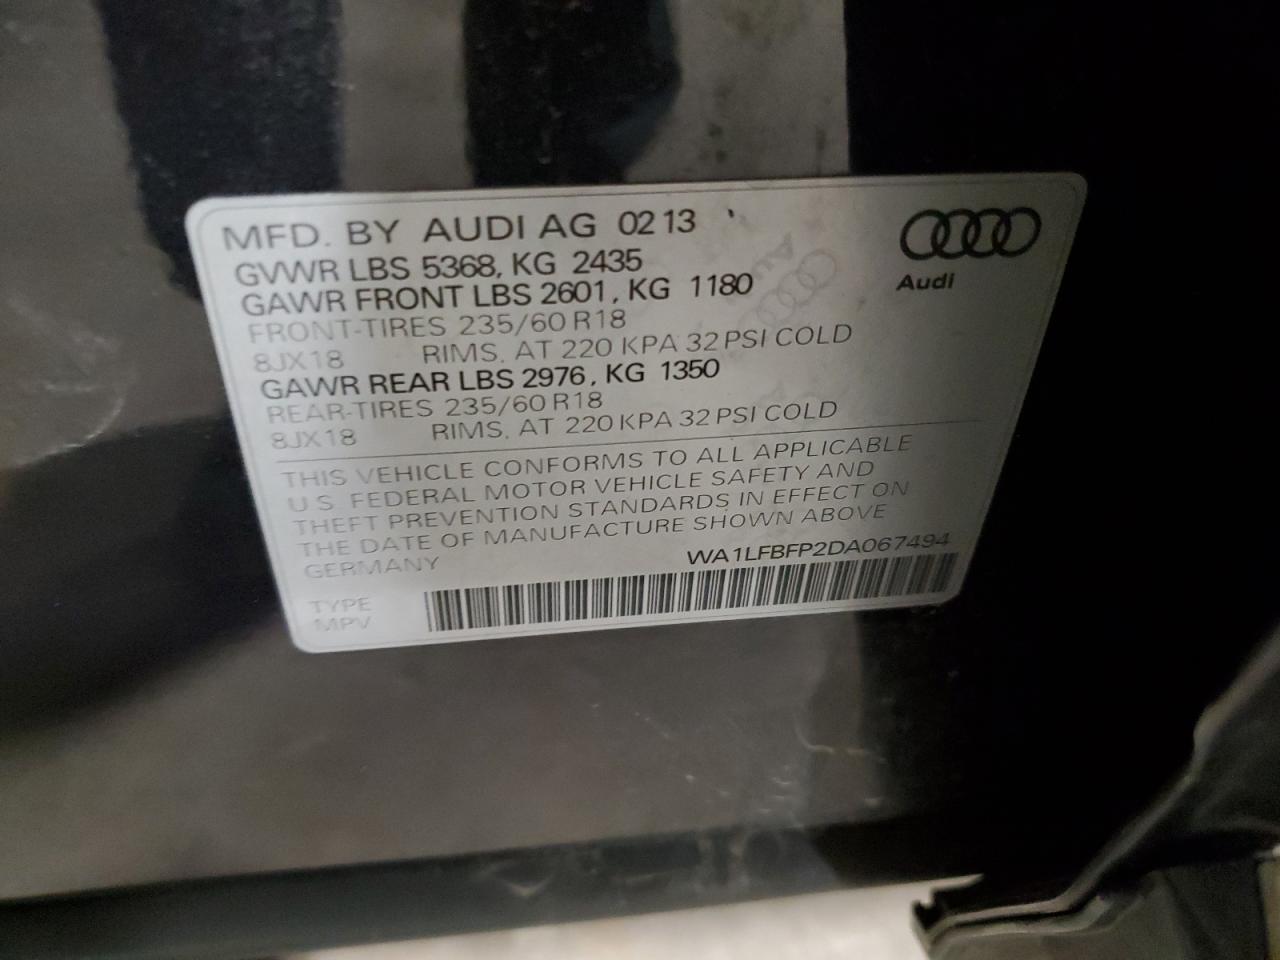 MFD. BY AUDI AG 02 13
Audi
GVWR LBS 5368, KG 2435
GAWR FRONT LBS 2601, KG 1180
FRONT-TIRES 235/60 R18
8JX18 RIMS, AT 220 KPA 32 PSI COLD
GAWR REAR LBS 2976, KG 1350
REAR-TIRES 235/60 R18
8JX18 RIMS, AT 220 KPA 32 PSI COLD
THIS VEHICLE CONFORMS TO ALL APPLICABLE
U.S. FEDERAL MOTOR VEHICLE SAFETY AND
THEFT PREVENTION STANDARDS IN EFFECT ON
THE DATE OF MANUFACTURE SHOWN ABOVE
GERMANY WA1LFBFP2DA067494
TYPE
MPV